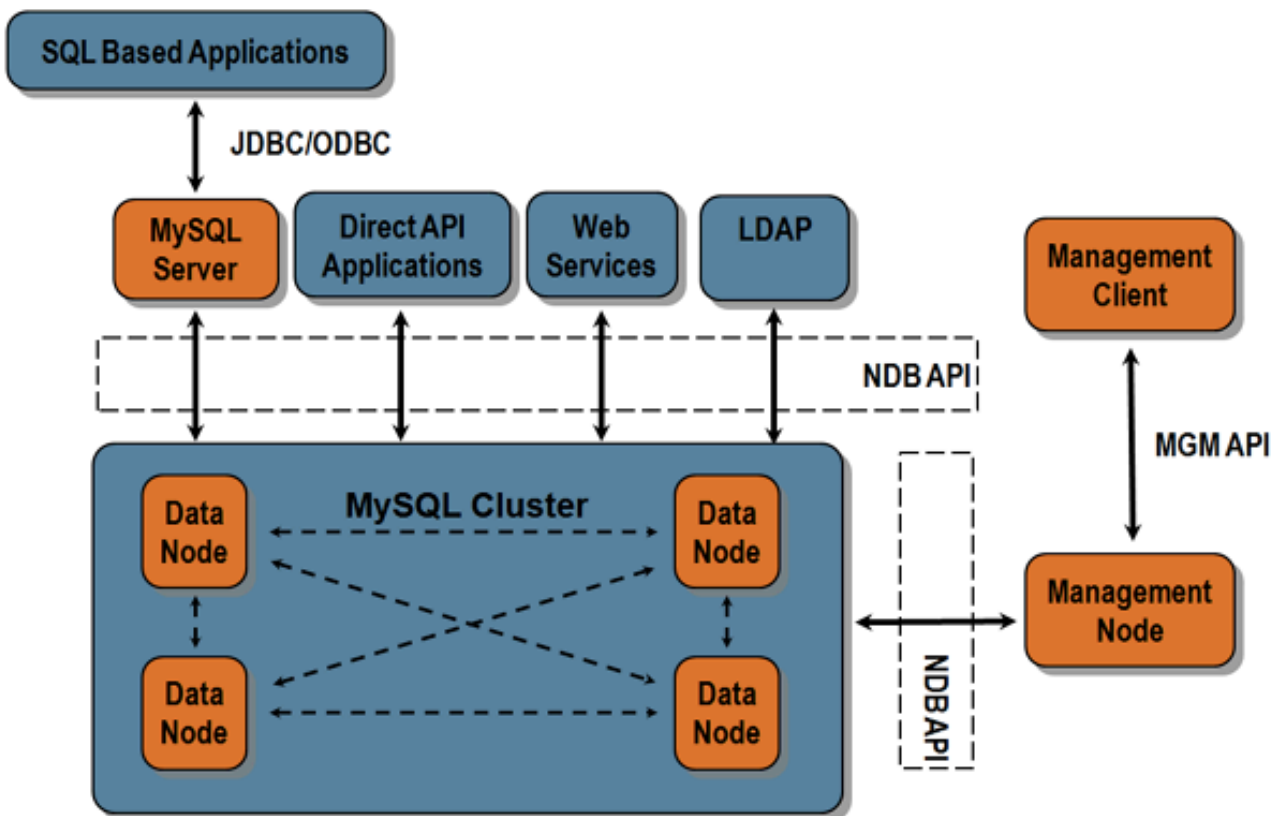 SQL Based Applications
JDBC/ODBC
MySQL
Server
Direct API
Applications
Web
Services
LDAP
Management
Client
NDB API
MGM API
MySQL Cluster
Data
Node
Data
Node
Data
Node
Data
Node
NDB API
Management
Node